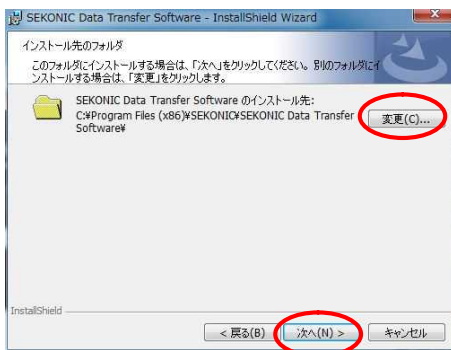 SEKONIC Data Transfer Software - InstallShield Wizard
インストール先のフォルダ
このフォルダにインストールする場合は、「次へ」をクリックしてください。別のフォルダにイ
ンストールする場合は、「変更」をクリックします。
SEKONIC Data Transfer Software のインストール先:
C:¥Program Files (x86)¥SEKONIC¥SEKONIC Data Transfer
Software¥
変更(C)...
InstallShield
< 戻る(B)
次へ(N) >
キャンセル